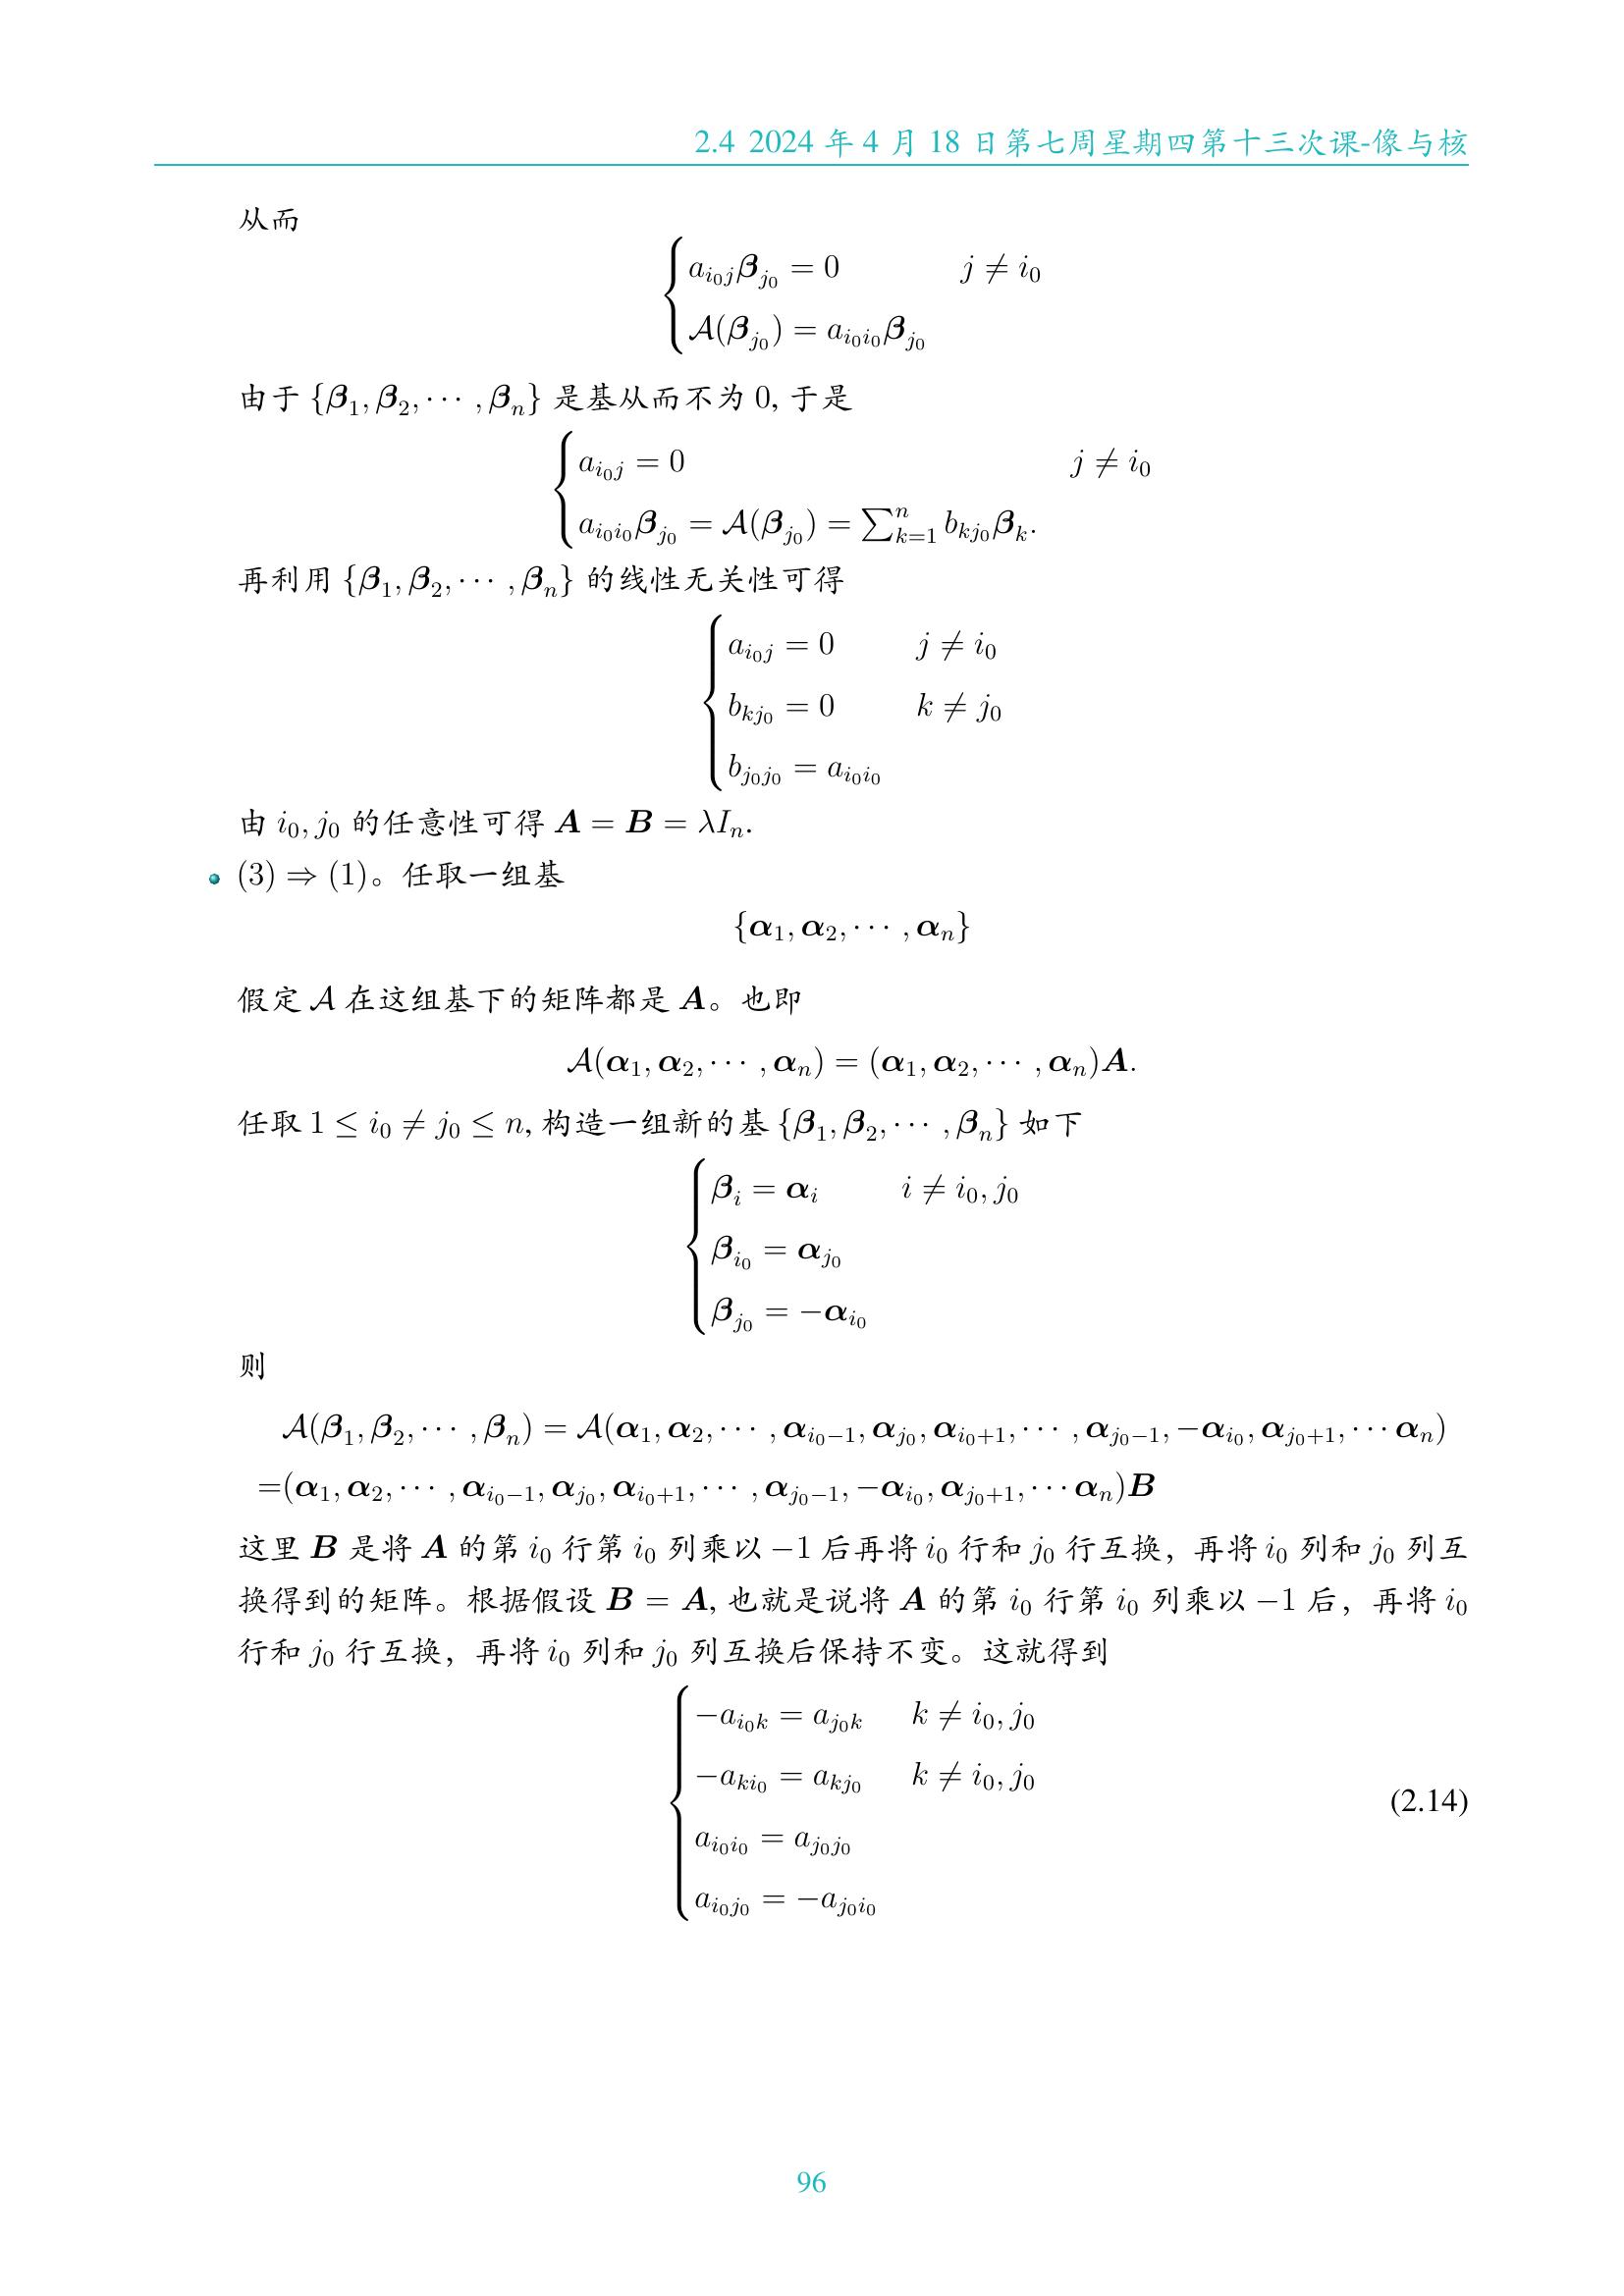 2.4 2024 年 4 月 18 日第七周星期四第十三次课-像与核
从而
$\begin{cases} a_{i_0j}\boldsymbol{\beta}_{j_0} = 0 & j \neq i_0 \\ \mathcal{A}(\boldsymbol{\beta}_{j_0}) = a_{i_0i_0}\boldsymbol{\beta}_{j_0} \end{cases}$
由于 $\{\boldsymbol{\beta}_1, \boldsymbol{\beta}_2, \cdots, \boldsymbol{\beta}_n\}$ 是基从而不为 0, 于是
$\begin{cases} a_{i_0j} = 0 & j \neq i_0 \\ a_{i_0i_0}\boldsymbol{\beta}_{j_0} = \mathcal{A}(\boldsymbol{\beta}_{j_0}) = \sum_{k=1}^{n} b_{kj_0}\boldsymbol{\beta}_k. \end{cases}$
再利用 $\{\boldsymbol{\beta}_1, \boldsymbol{\beta}_2, \cdots, \boldsymbol{\beta}_n\}$ 的线性无关性可得
$\begin{cases} a_{i_0j} = 0 & j \neq i_0 \\ b_{kj_0} = 0 & k \neq j_0 \\ b_{j_0j_0} = a_{i_0i_0} \end{cases}$
由 $i_0, j_0$ 的任意性可得 $\boldsymbol{A} = \boldsymbol{B} = \lambda I_n$.
• (3) ⇒ (1)。任取一组基
$\{\boldsymbol{\alpha}_1, \boldsymbol{\alpha}_2, \cdots, \boldsymbol{\alpha}_n\}$
假定 $\mathcal{A}$ 在这组基下的矩阵都是 $\boldsymbol{A}$。也即
$\mathcal{A}(\boldsymbol{\alpha}_1, \boldsymbol{\alpha}_2, \cdots, \boldsymbol{\alpha}_n) = (\boldsymbol{\alpha}_1, \boldsymbol{\alpha}_2, \cdots, \boldsymbol{\alpha}_n)\boldsymbol{A}.$
任取 $1 \leq i_0 \neq j_0 \leq n$, 构造一组新的基 $\{\boldsymbol{\beta}_1, \boldsymbol{\beta}_2, \cdots, \boldsymbol{\beta}_n\}$ 如下
$\begin{cases} \boldsymbol{\beta}_i = \boldsymbol{\alpha}_i & i \neq i_0, j_0 \\ \boldsymbol{\beta}_{i_0} = \boldsymbol{\alpha}_{j_0} \\ \boldsymbol{\beta}_{j_0} = -\boldsymbol{\alpha}_{i_0} \end{cases}$
则
$\mathcal{A}(\boldsymbol{\beta}_1, \boldsymbol{\beta}_2, \cdots, \boldsymbol{\beta}_n) = \mathcal{A}(\boldsymbol{\alpha}_1, \boldsymbol{\alpha}_2, \cdots, \boldsymbol{\alpha}_{i_0-1}, \boldsymbol{\alpha}_{j_0}, \boldsymbol{\alpha}_{i_0+1}, \cdots, \boldsymbol{\alpha}_{j_0-1}, -\boldsymbol{\alpha}_{i_0}, \boldsymbol{\alpha}_{j_0+1}, \cdots \boldsymbol{\alpha}_n)$
$=(\boldsymbol{\alpha}_1, \boldsymbol{\alpha}_2, \cdots, \boldsymbol{\alpha}_{i_0-1}, \boldsymbol{\alpha}_{j_0}, \boldsymbol{\alpha}_{i_0+1}, \cdots, \boldsymbol{\alpha}_{j_0-1}, -\boldsymbol{\alpha}_{i_0}, \boldsymbol{\alpha}_{j_0+1}, \cdots \boldsymbol{\alpha}_n)\boldsymbol{B}$
这里 $\boldsymbol{B}$ 是将 $\boldsymbol{A}$ 的第 $i_0$ 行第 $i_0$ 列乘以 $-1$ 后再将 $i_0$ 行和 $j_0$ 行互换，再将 $i_0$ 列和 $j_0$ 列互
换得到的矩阵。根据假设 $\boldsymbol{B} = \boldsymbol{A}$, 也就是说将 $\boldsymbol{A}$ 的第 $i_0$ 行第 $i_0$ 列乘以 $-1$ 后，再将 $i_0$
行和 $j_0$ 行互换，再将 $i_0$ 列和 $j_0$ 列互换后保持不变。这就得到
$\begin{cases} -a_{i_0k} = a_{j_0k} & k \neq i_0, j_0 \\ -a_{ki_0} = a_{kj_0} & k \neq i_0, j_0 \\ a_{i_0i_0} = a_{j_0j_0} \\ a_{i_0j_0} = -a_{j_0i_0} \end{cases}$ (2.14)
96